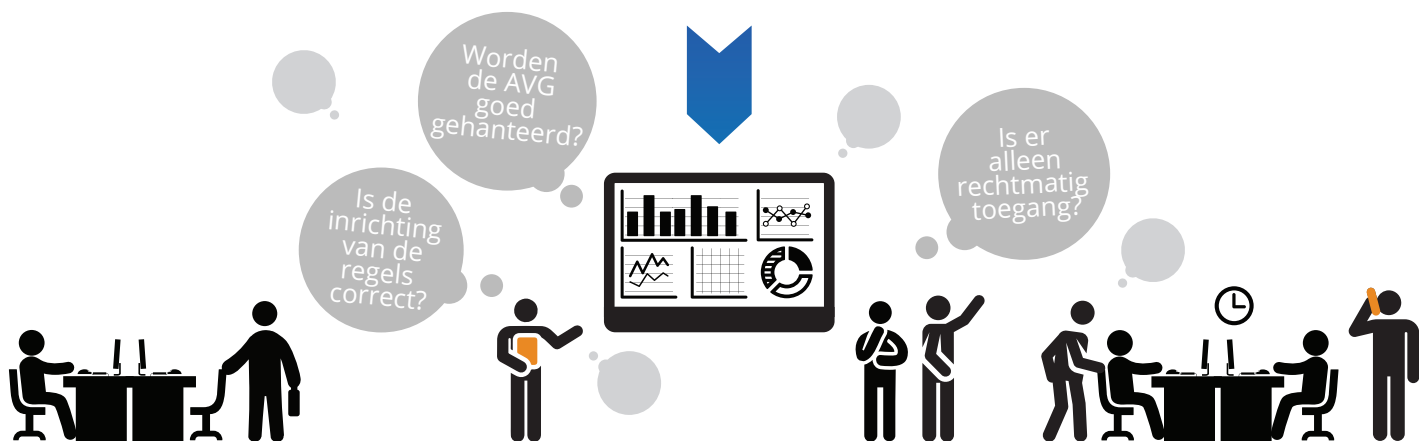 Worden
de AVG
goed
gehanteerd?
Is de
inrichting
van de
regels
correct?
Is er
alleen
rechtmatig
toegang?